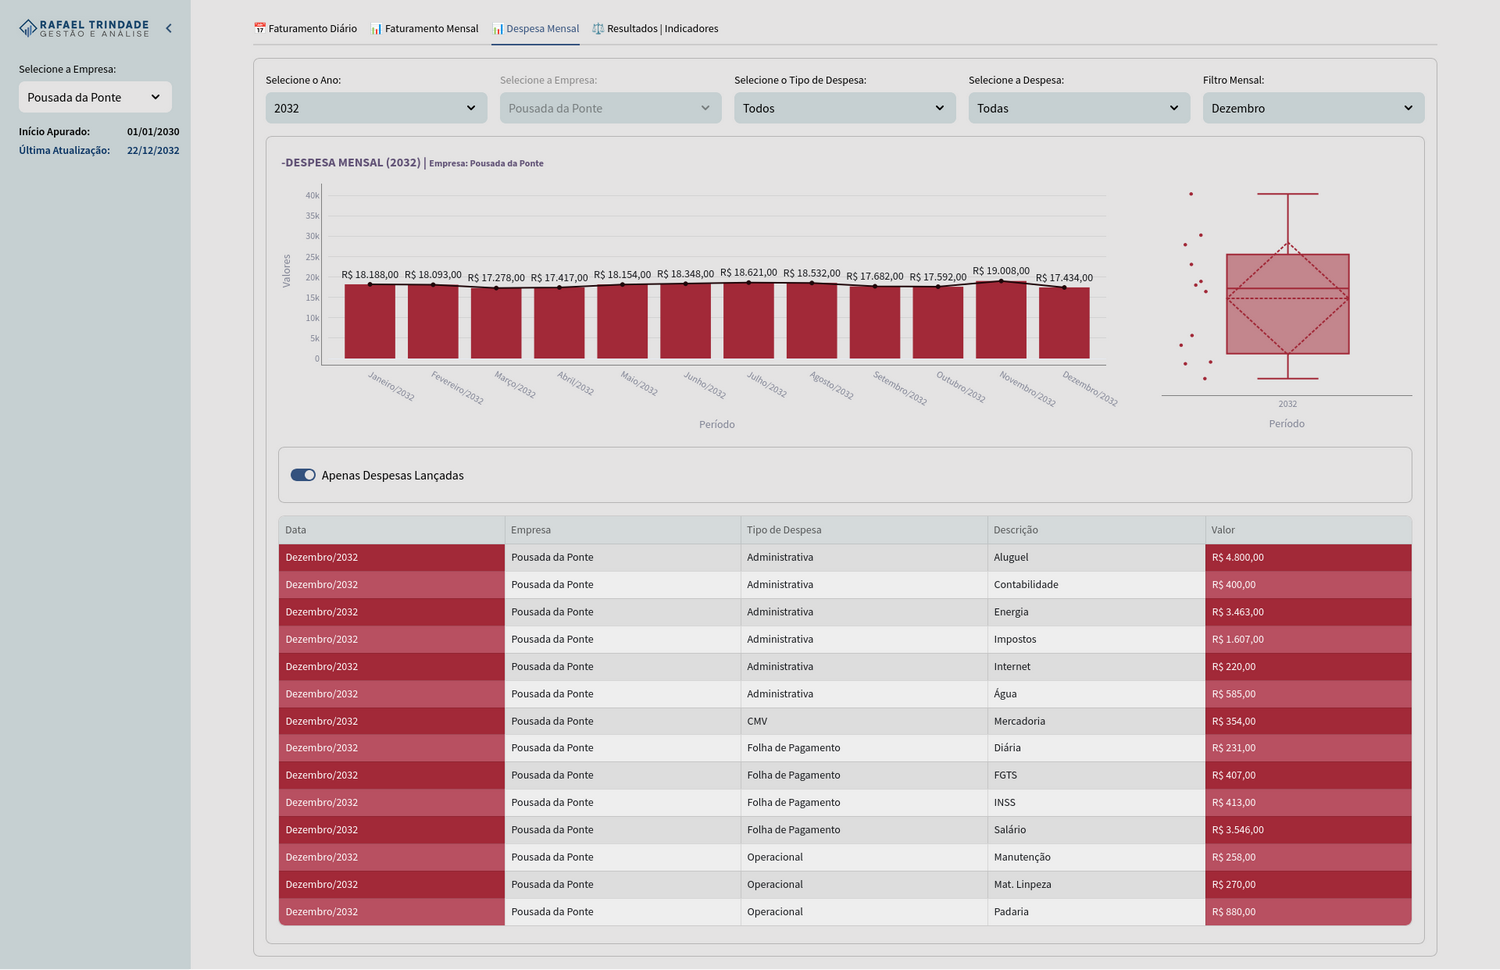 RAFAEL TRINDADE
GESTÃO E ANÁLISE
Selecione a Empresa:
Pousada da Ponte
Início Apurado: 01/01/2030
Última Atualização: 22/12/2032
Faturamento Diário Faturamento Mensal Despesa Mensal Resultados | Indicadores
Selecione o Ano: Selecione a Empresa: Selecione o Tipo de Despesa: Selecione a Despesa: Filtro Mensal:
2032 Pousada da Ponte Todos Todas Dezembro
-DESPESA MENSAL (2032) | Empresa: Pousada da Ponte
Valores
40k
35k
30k
25k
20k
15k
10k
5k
0
R$ 18.188,00 R$ 18.093,00 R$ 17.278,00 R$ 17.417,00 R$ 18.154,00 R$ 18.348,00 R$ 18.621,00 R$ 18.532,00 R$ 17.682,00 R$ 17.592,00 R$ 19.008,00 R$ 17.434,00
Janeiro/2032 Fevereiro/2032 Março/2032 Abril/2032 Maio/2032 Junho/2032 Julho/2032 Agosto/2032 Setembro/2032 Outubro/2032 Novembro/2032 Dezembro/2032
Período
2032
Período
Apenas Despesas Lançadas
Data Empresa Tipo de Despesa Descrição Valor
Dezembro/2032 Pousada da Ponte Administrativa Aluguel R$ 4.800,00
Dezembro/2032 Pousada da Ponte Administrativa Contabilidade R$ 400,00
Dezembro/2032 Pousada da Ponte Administrativa Energia R$ 3.463,00
Dezembro/2032 Pousada da Ponte Administrativa Impostos R$ 1.607,00
Dezembro/2032 Pousada da Ponte Administrativa Internet R$ 220,00
Dezembro/2032 Pousada da Ponte Administrativa Água R$ 585,00
Dezembro/2032 Pousada da Ponte CMV Mercadoria R$ 354,00
Dezembro/2032 Pousada da Ponte Folha de Pagamento Diária R$ 231,00
Dezembro/2032 Pousada da Ponte Folha de Pagamento FGTS R$ 407,00
Dezembro/2032 Pousada da Ponte Folha de Pagamento INSS R$ 413,00
Dezembro/2032 Pousada da Ponte Folha de Pagamento Salário R$ 3.546,00
Dezembro/2032 Pousada da Ponte Operacional Manutenção R$ 258,00
Dezembro/2032 Pousada da Ponte Operacional Mat. Linpeza R$ 270,00
Dezembro/2032 Pousada da Ponte Operacional Padaria R$ 880,00